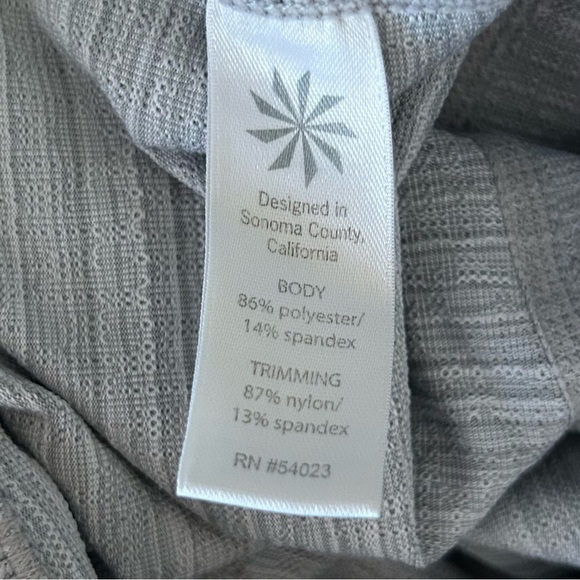 Designed in
Sonoma County,
California
BODY
86% polyester/
14% spandex
TRIMMING
87% nylon/
13% spandex
RN #54023